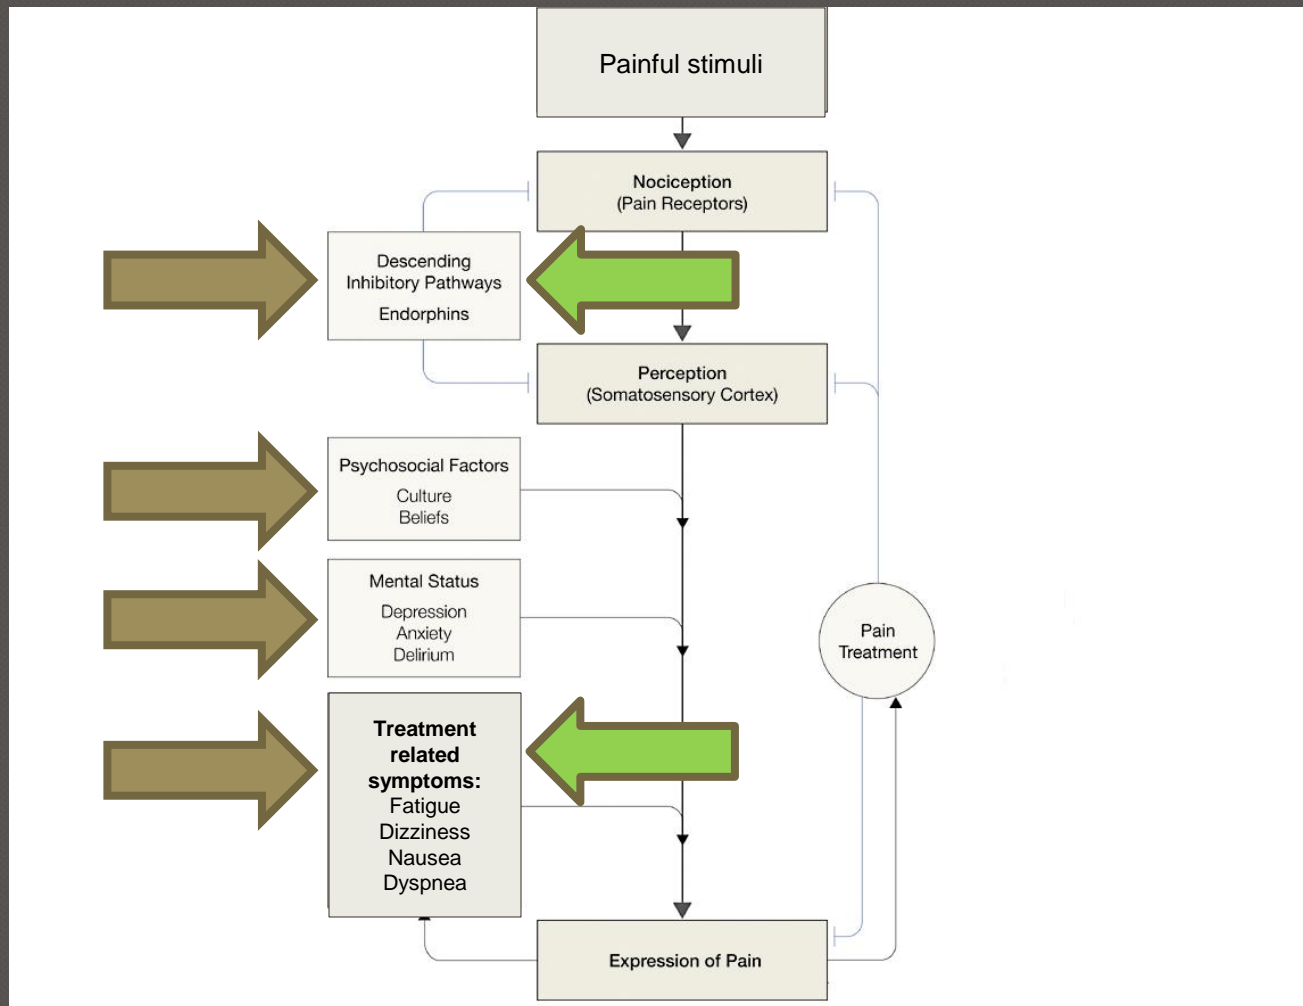 Painful stimuli
Nociception
(Pain Receptors)
Descending
Inhibitory Pathways
Endorphins
Perception
(Somatosensory Cortex)
Psychosocial Factors
Culture
Beliefs
Mental Status
Depression
Anxiety
Delirium
Pain
Treatment
Treatment
related
symptoms:
Fatigue
Dizziness
Nausea
Dyspnea
Expression of Pain